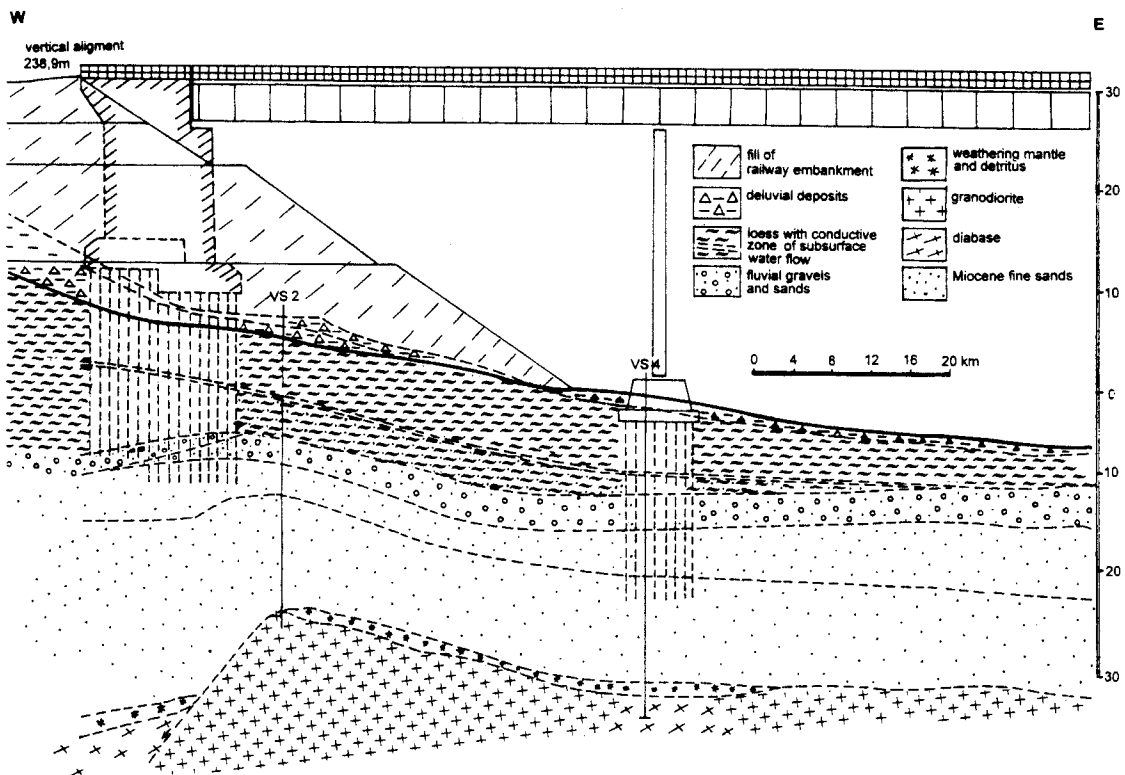 W
E
vertical aligment
238,9m
fill of
railway embankment
deluvial deposits
loess with conductive
zone of subsurface
water flow
fluvial gravels
and sands
weathering mantle
and detritus
granodiorite
diabase
Miocene fine sands
VS 2
VS 4
0 4 8 12 16 20 km
30
20
10
0
10
20
30